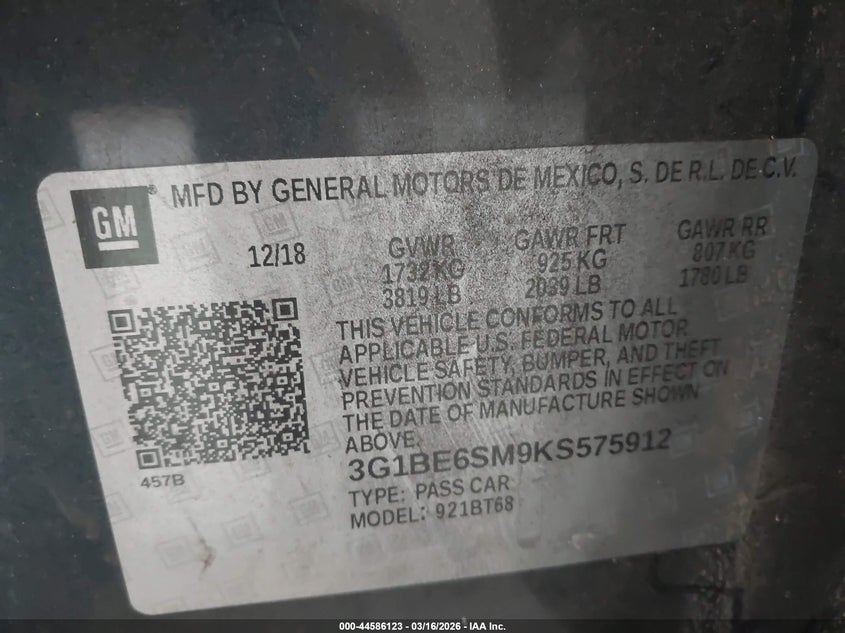 GM
® MFD BY GENERAL MOTORS DE MEXICO, S. DE R.L. DE C.V.
12/18
GVWR
1732 KG
3819 LB
GAWR FRT
925 KG
2039 LB
GAWR RR
807 KG
1780 LB
THIS VEHICLE CONFORMS TO ALL
APPLICABLE U.S. FEDERAL MOTOR
VEHICLE SAFETY, BUMPER, AND THEFT
PREVENTION STANDARDS IN EFFECT ON
THE DATE OF MANUFACTURE SHOWN
ABOVE.
3G1BE6SM9KS575912
457B
TYPE: PASS CAR
MODEL: 921BT68
000-44586123 - 03/16/2026 - IAA Inc.